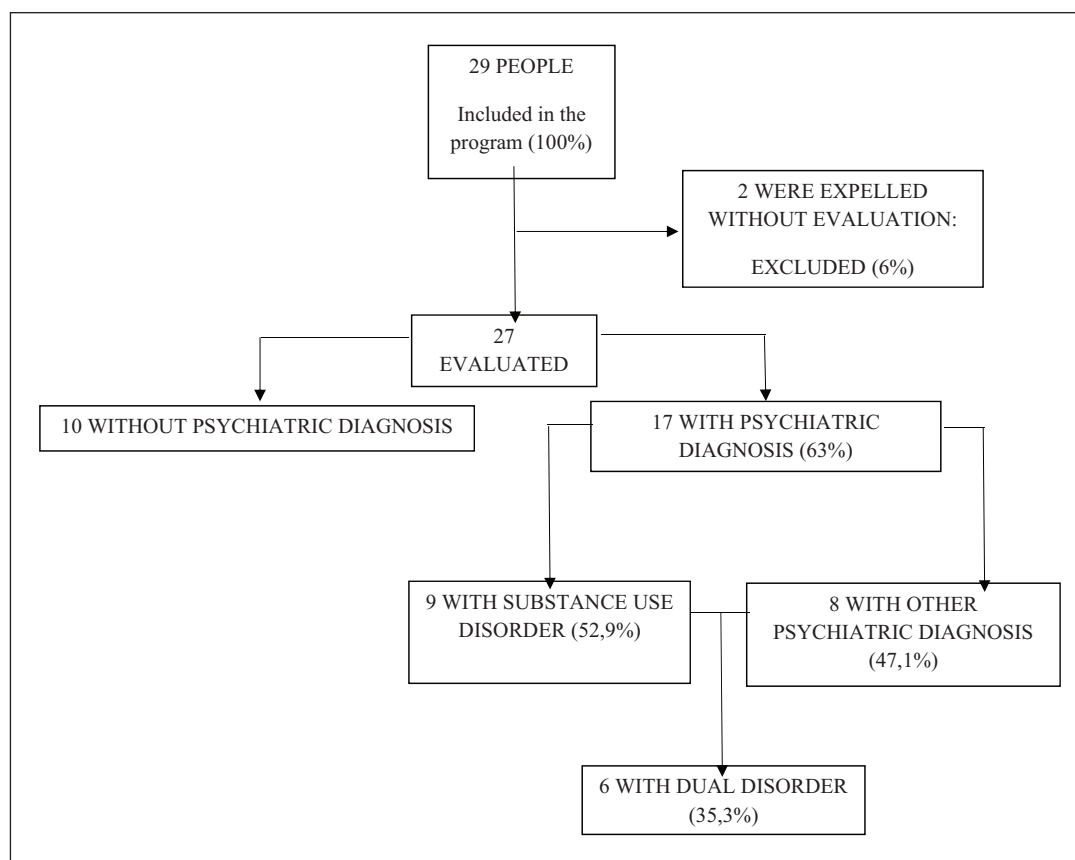 29 PEOPLE
Included in the
program (100%)
2 WERE EXPELLED
WITHOUT EVALUATION:
EXCLUDED (6%)
27
EVALUATED
10 WITHOUT PSYCHIATRIC DIAGNOSIS
17 WITH PSYCHIATRIC
DIAGNOSIS (63%)
9 WITH SUBSTANCE USE
DISORDER (52,9%)
8 WITH OTHER
PSYCHIATRIC DIAGNOSIS
(47,1%)
6 WITH DUAL DISORDER
(35,3%)